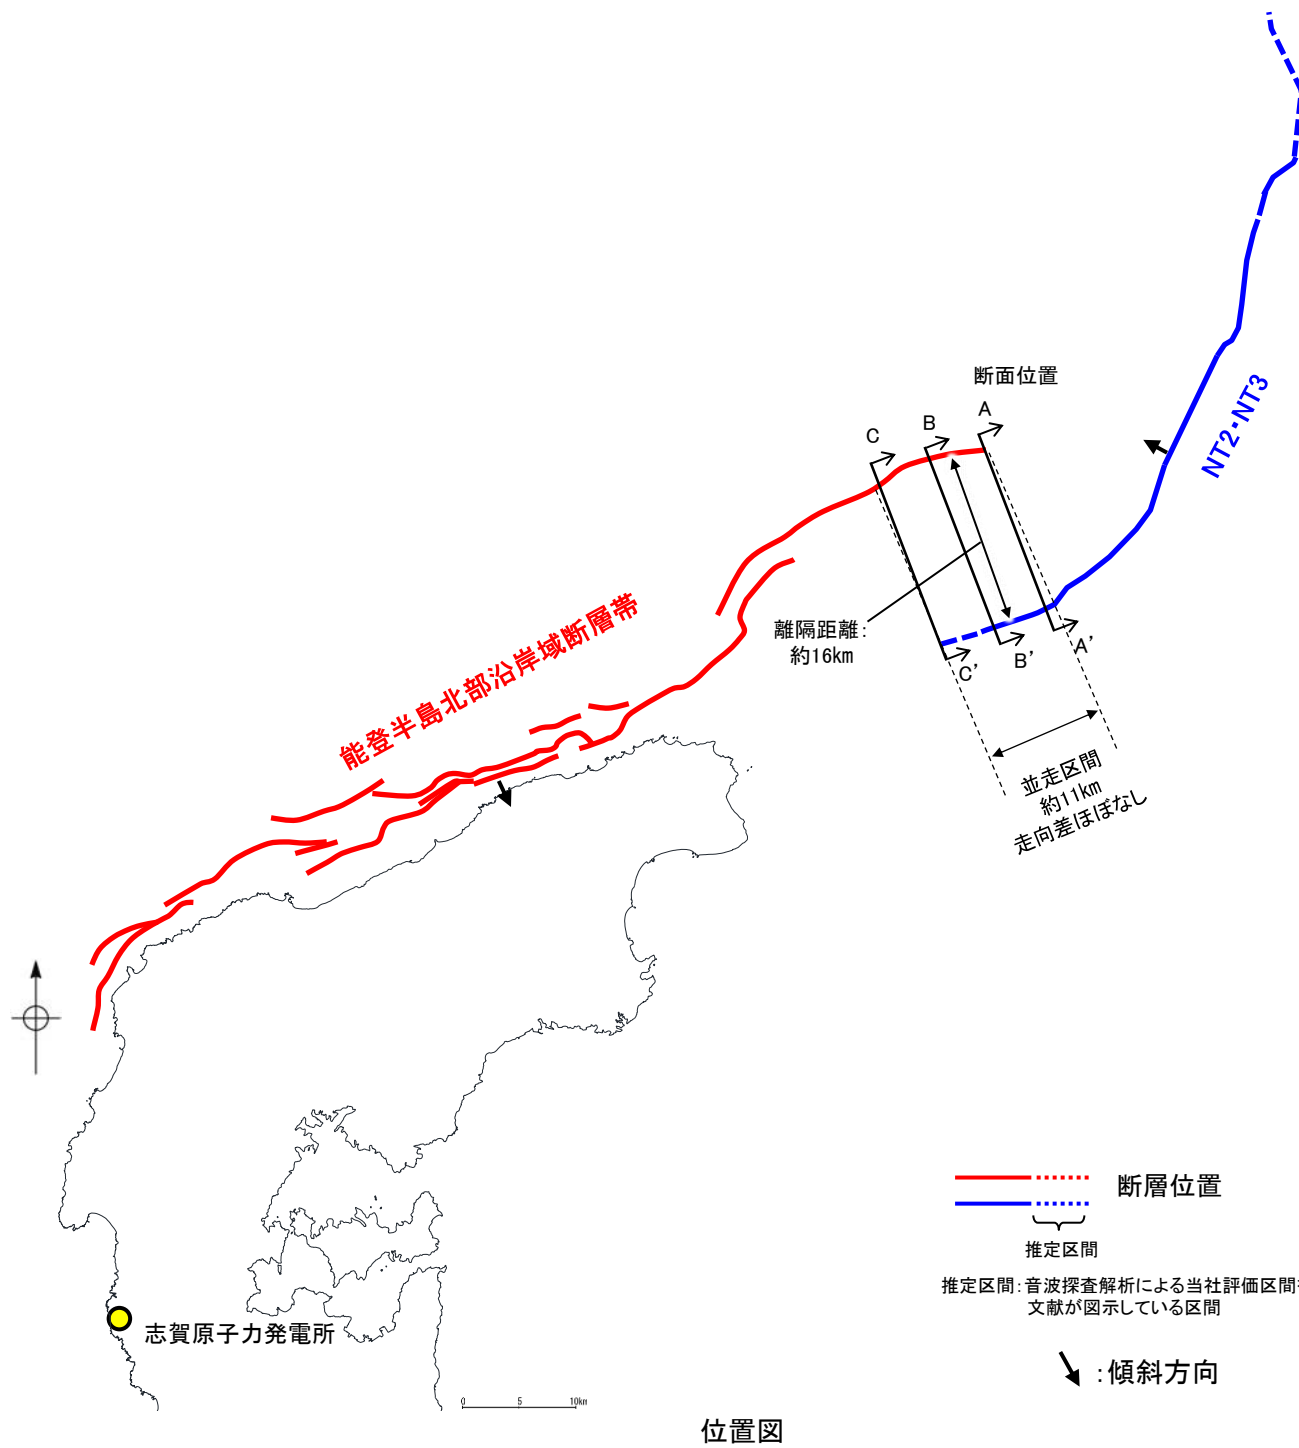 断面位置
A
B
C
NT2・NT3
能登半島北部沿岸域断層帯
離隔距離：
約16km
A'
B'
C'
並走区間
約11km
走向差ほぼなし
断層位置
推定区間
推定区間：音波探査解析による当社評価区間
文献が図示している区間
：傾斜方向
志賀原子力発電所
0 5 10km
位置図